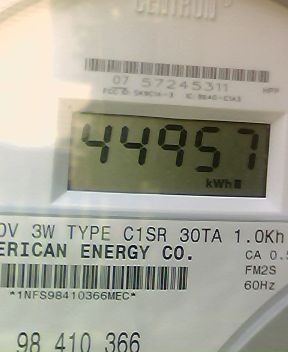 CENTRON®
07 57245311
44957
kWh
0V 3W TYPE C1SR 30TA 1.0Kh
ERICAN ENERGY CO.
CA 0.5
FM2S
60Hz
*1NFS98410366MEC*
98 410 366